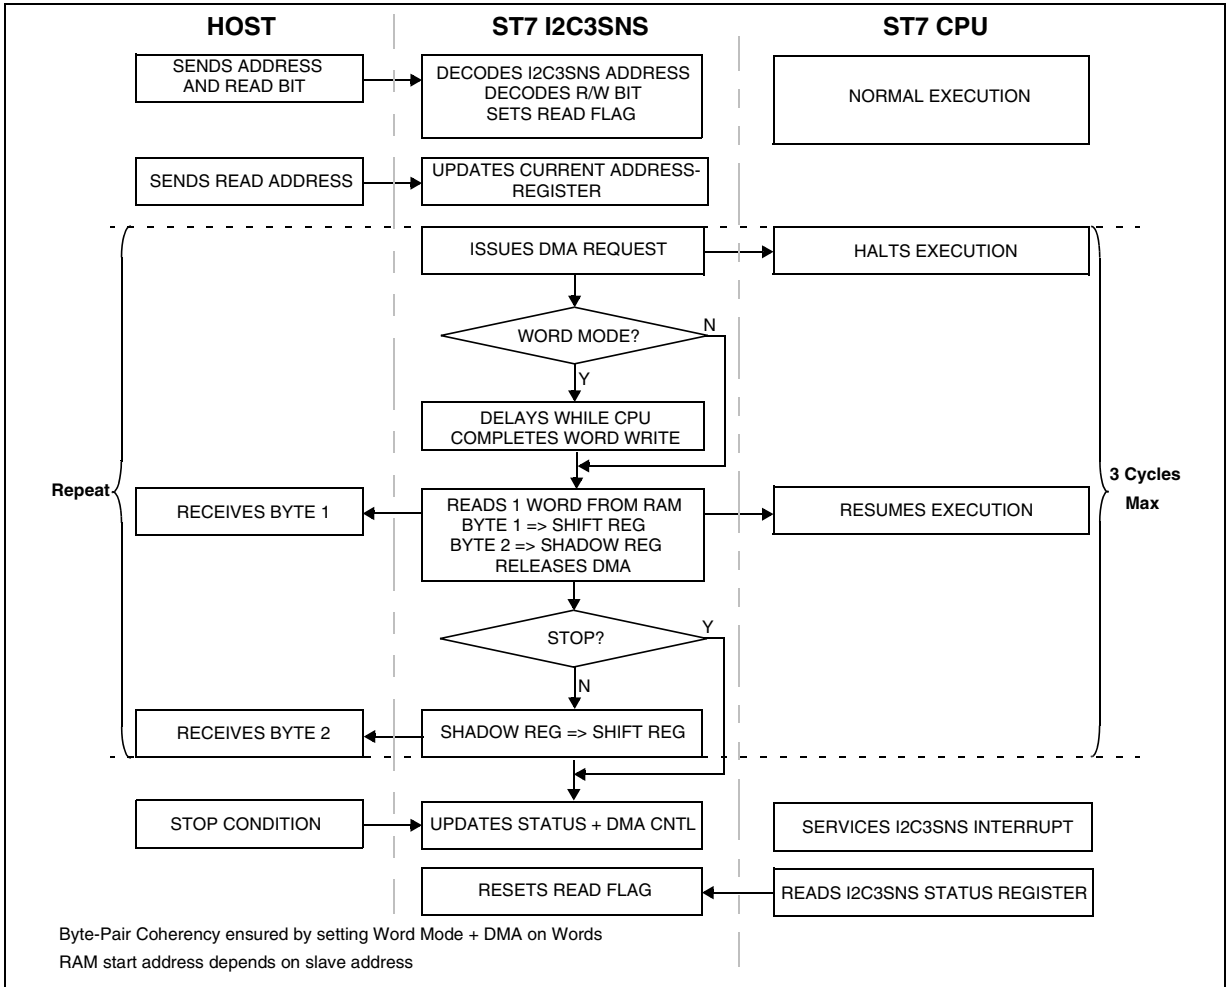 HOST
ST7 I2C3SNS
ST7 CPU
SENDS ADDRESS
AND READ BIT
DECODES I2C3SNS ADDRESS
DECODES R/W BIT
SETS READ FLAG
NORMAL EXECUTION
SENDS READ ADDRESS
UPDATES CURRENT ADDRESS-
REGISTER
ISSUES DMA REQUEST
HALTS EXECUTION
WORD MODE?
N
Y
DELAYS WHILE CPU
COMPLETES WORD WRITE
Repeat
3 Cycles
Max
RECEIVES BYTE 1
READS 1 WORD FROM RAM
BYTE 1 => SHIFT REG
BYTE 2 => SHADOW REG
RELEASES DMA
RESUMES EXECUTION
STOP?
Y
N
RECEIVES BYTE 2
SHADOW REG => SHIFT REG
STOP CONDITION
UPDATES STATUS + DMA CNTL
SERVICES I2C3SNS INTERRUPT
RESETS READ FLAG
READS I2C3SNS STATUS REGISTER
Byte-Pair Coherency ensured by setting Word Mode + DMA on Words
RAM start address depends on slave address